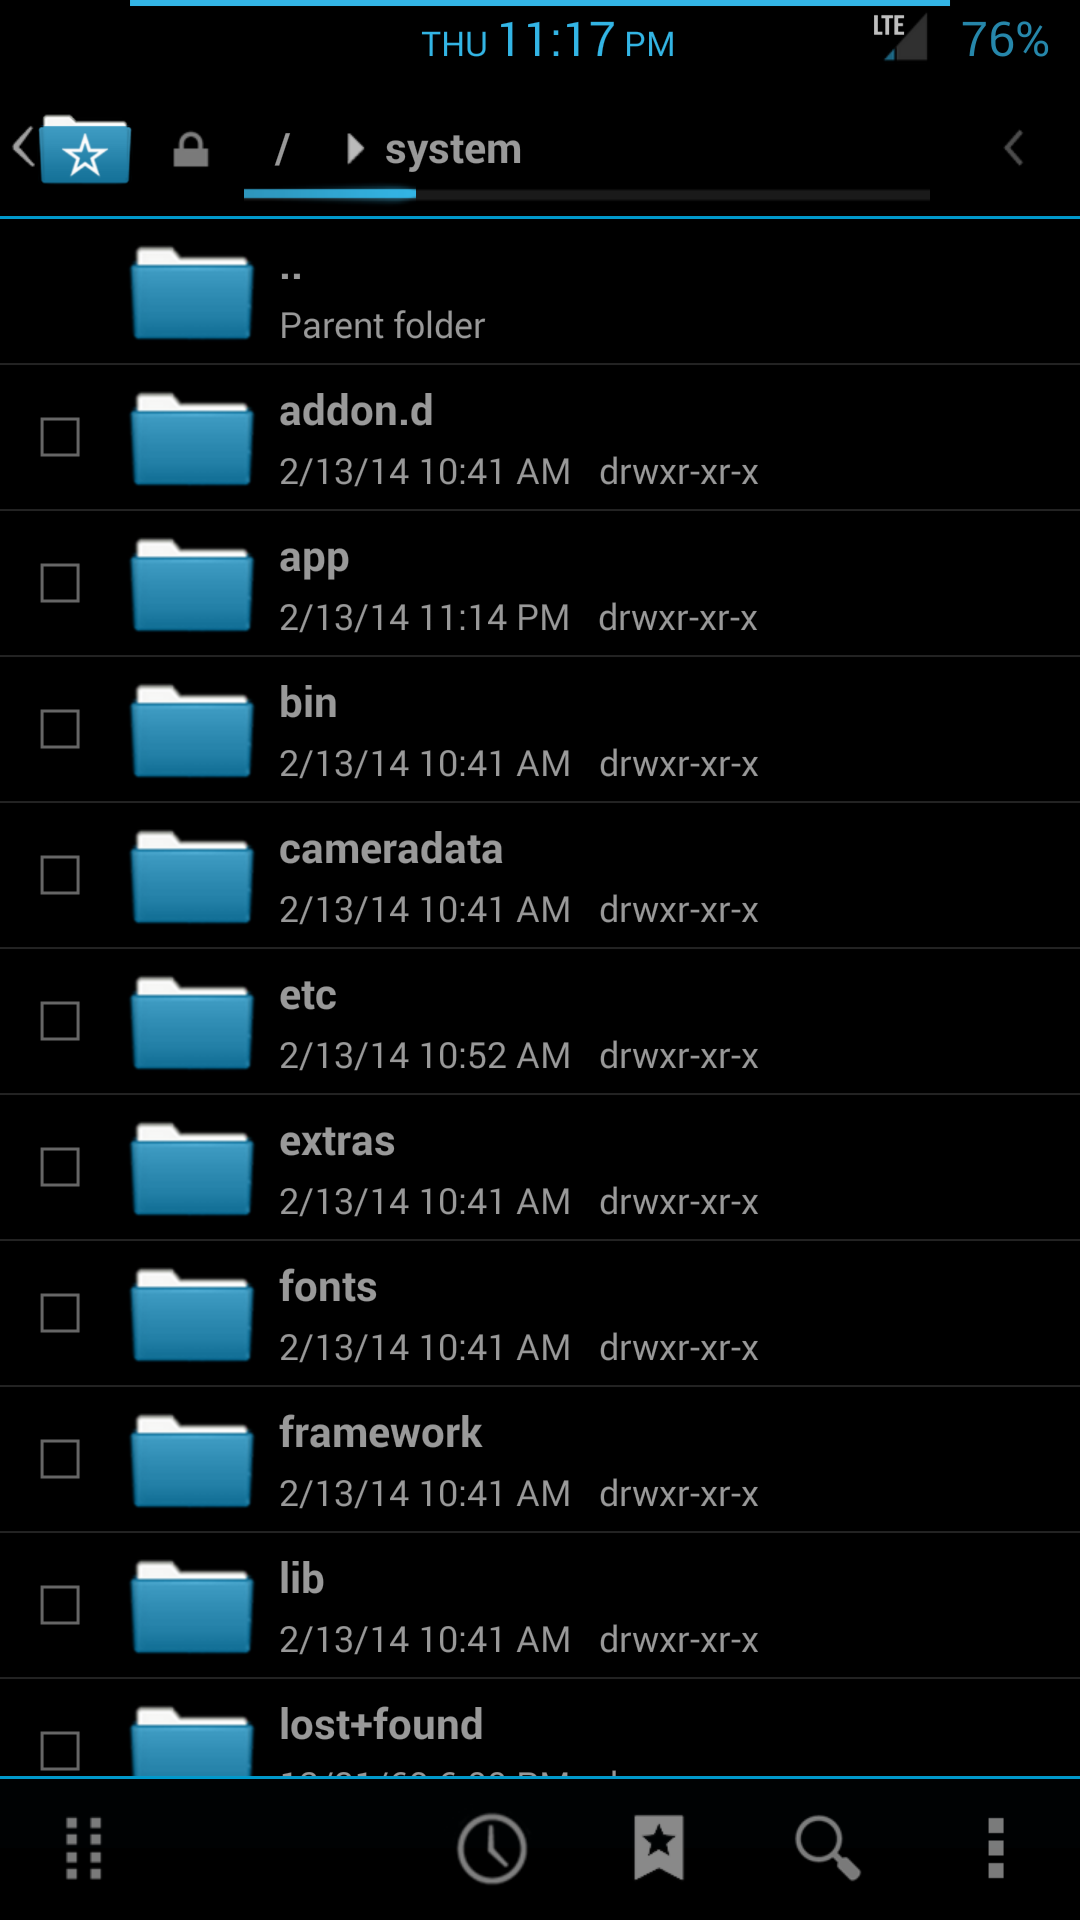 THU 11:17 PM LTE 76%
/ system
..
Parent folder
addon.d
2/13/14 10:41 AM drwxr-xr-x
app
2/13/14 11:14 PM drwxr-xr-x
bin
2/13/14 10:41 AM drwxr-xr-x
cameradata
2/13/14 10:41 AM drwxr-xr-x
etc
2/13/14 10:52 AM drwxr-xr-x
extras
2/13/14 10:41 AM drwxr-xr-x
fonts
2/13/14 10:41 AM drwxr-xr-x
framework
2/13/14 10:41 AM drwxr-xr-x
lib
2/13/14 10:41 AM drwxr-xr-x
lost+found